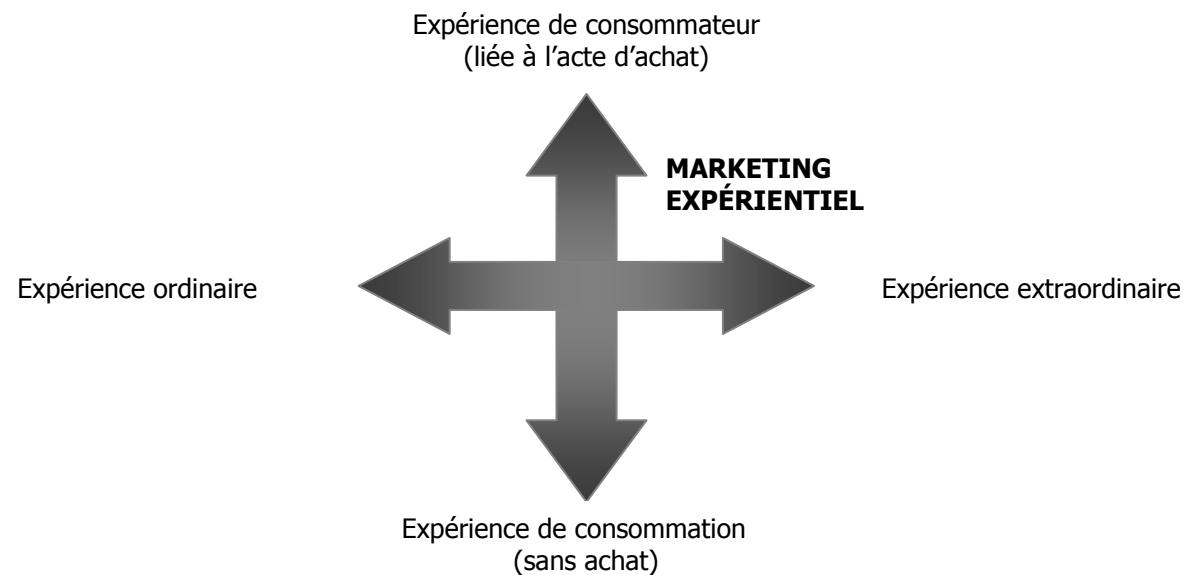 Expérience de consommateur
(liée à l’acte d’achat)
MARKETING
EXPÉRIENTIEL
Expérience ordinaire
Expérience extraordinaire
Expérience de consommation
(sans achat)